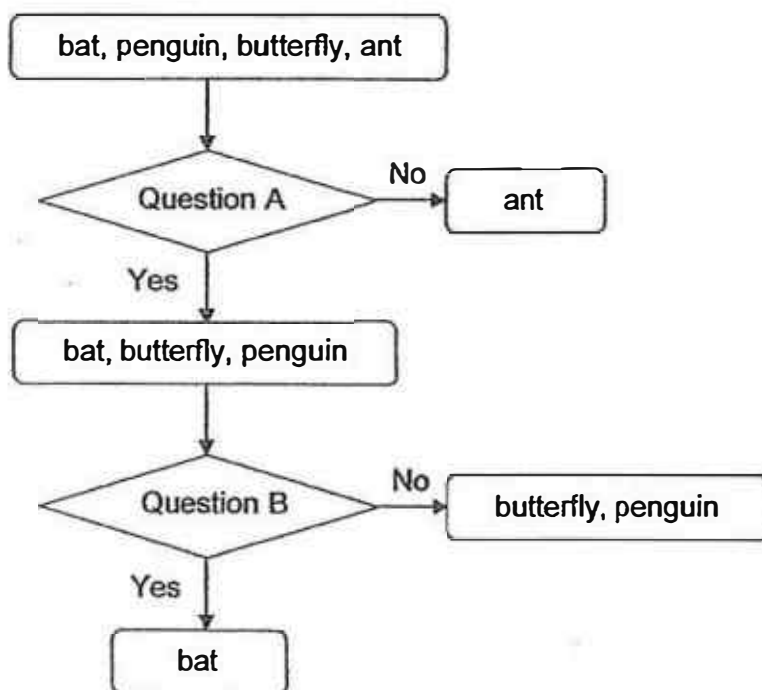 bat, penguin, butterfly, ant
Question A
No
ant
Yes
bat, butterfly, penguin
Question B
No
butterfly, penguin
Yes
bat